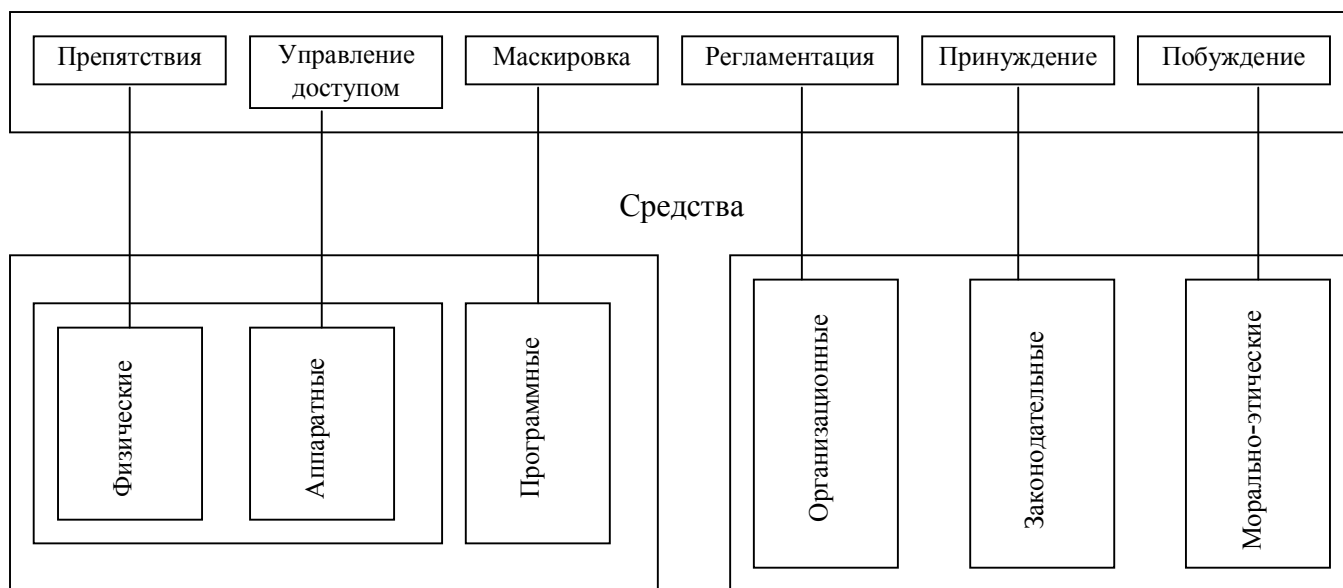 Препятствия
Управление
доступом
Маскировка
Регламентация
Принуждение
Побуждение
Средства
Физические
Аппаратные
Программные
Организационные
Законодательные
Морально-этические